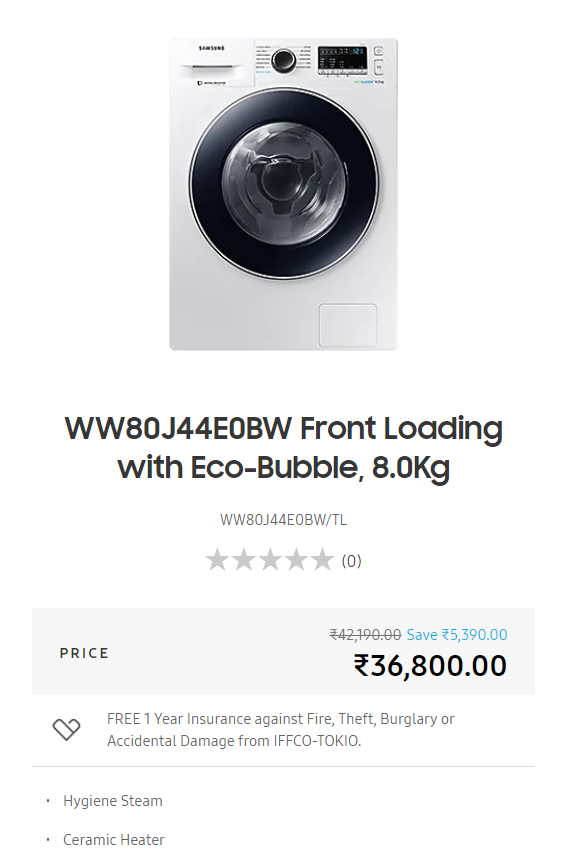 SAMSUNG
WW80J44E0BW Front Loading
with Eco-Bubble, 8.0Kg
WW80J44E0BW/TL
(0)
₹42,190.00 Save ₹5,390.00
PRICE
₹36,800.00
FREE 1 Year Insurance against Fire, Theft, Burglary or
Accidental Damage from IFFCO-TOKIO.
· Hygiene Steam
· Ceramic Heater